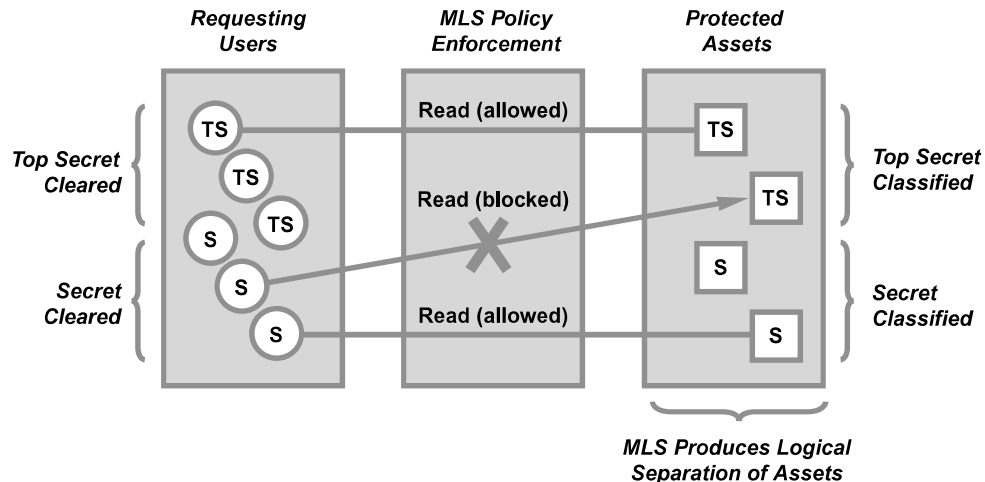 Requesting
Users
MLS Policy
Enforcement
Protected
Assets
Top Secret
Cleared
Secret
Cleared
TS
TS
TS
S
S
S
Read (allowed)
Read (blocked)
Read (allowed)
TS
TS
S
S
Top Secret
Classified
Secret
Classified
MLS Produces Logical
Separation of Assets